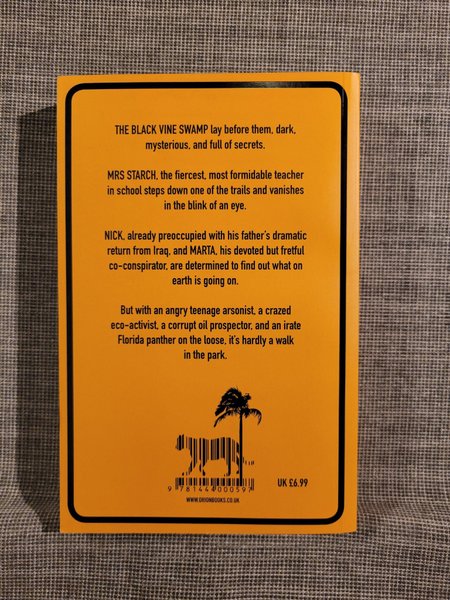 THE BLACK VINE SWAMP lay before them, dark,
mysterious, and full of secrets.
MRS STARCH, the fiercest, most formidable teacher
in school steps down one of the trails and vanishes
in the blink of an eye.
NICK, already preoccupied with his father's dramatic
return from Iraq, and MARTA, his devoted but fretful
co-conspirator, are determined to find out what on
earth is going on.
But with an angry teenage arsonist, a crazed
eco-activist, a corrupt oil prospector, and an irate
Florida panther on the loose, it's hardly a walk
in the park.
9 781444 000597
WWW.ORIONBOOKS.CO.UK
UK £6.99